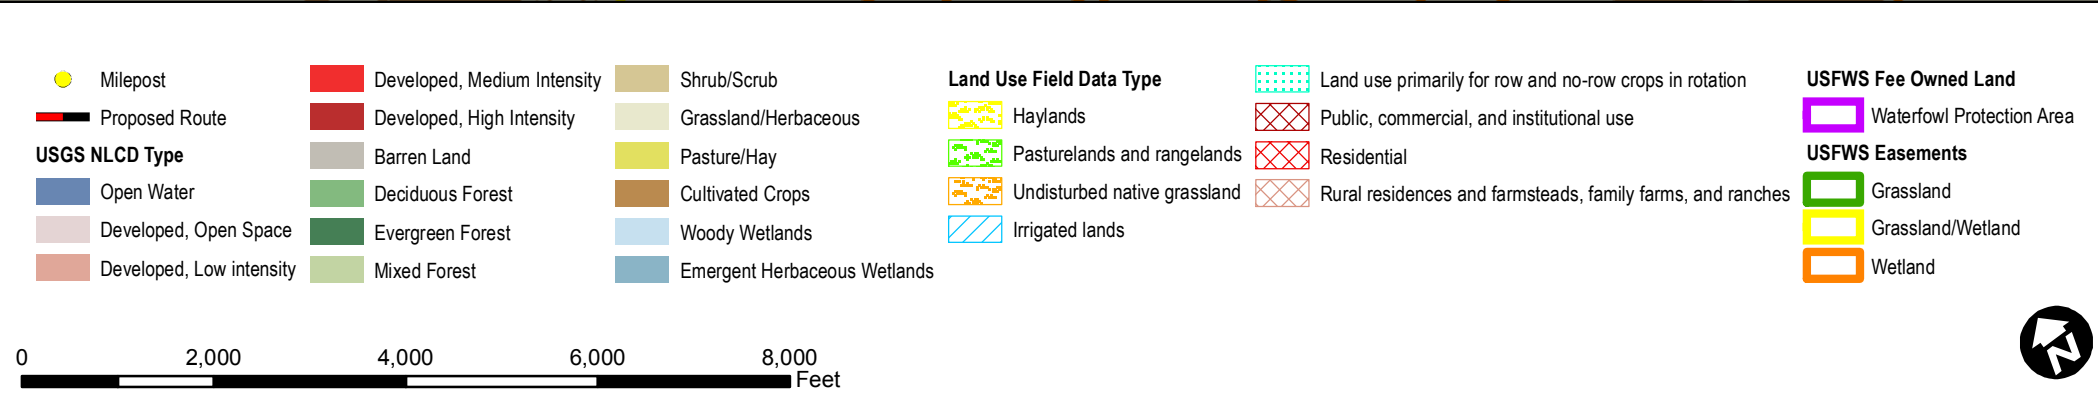 Milepost
Proposed Route
USGS NLCD Type
Open Water
Developed, Open Space
Developed, Low intensity
Developed, Medium Intensity
Developed, High Intensity
Barren Land
Deciduous Forest
Evergreen Forest
Mixed Forest
Shrub/Scrub
Grassland/Herbaceous
Pasture/Hay
Cultivated Crops
Woody Wetlands
Emergent Herbaceous Wetlands
Land Use Field Data Type
Haylands
Pasturelands and rangelands
Undisturbed native grassland
Irrigated lands
Land use primarily for row and no-row crops in rotation
Public, commercial, and institutional use
Residential
Rural residences and farmsteads, family farms, and ranches
USFWS Fee Owned Land
Waterfowl Protection Area
USFWS Easements
Grassland
Grassland/Wetland
Wetland
0 2,000 4,000 6,000 8,000
Feet
N